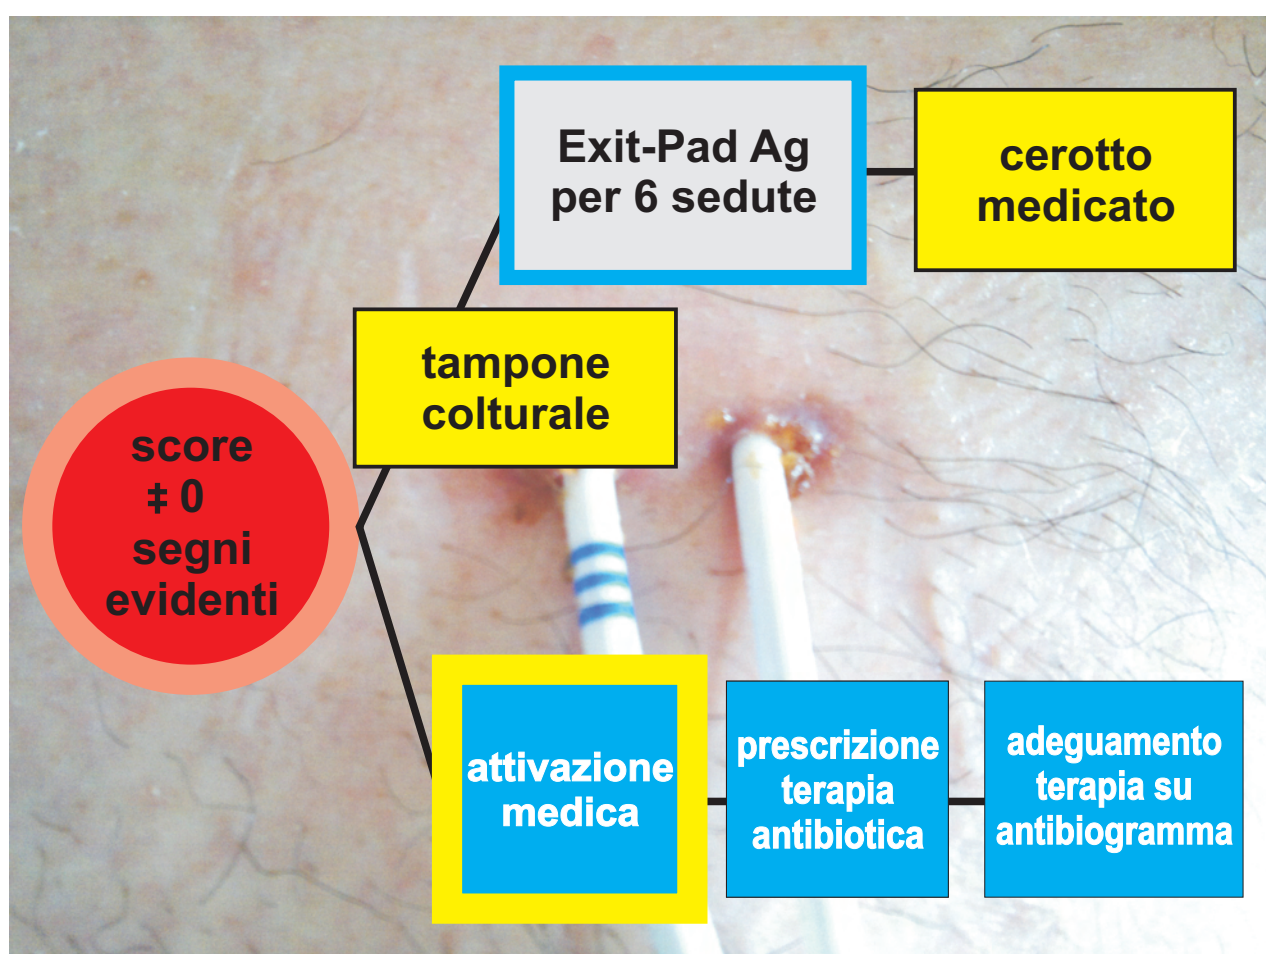 Exit-Pad Ag
per 6 sedute
cerotto
medicato
tampone
colturale
score
‡ 0
segni
evidenti
attivazione
medica
prescrizione
terapia
antibiotica
adeguamento
terapia su
antibiogramma